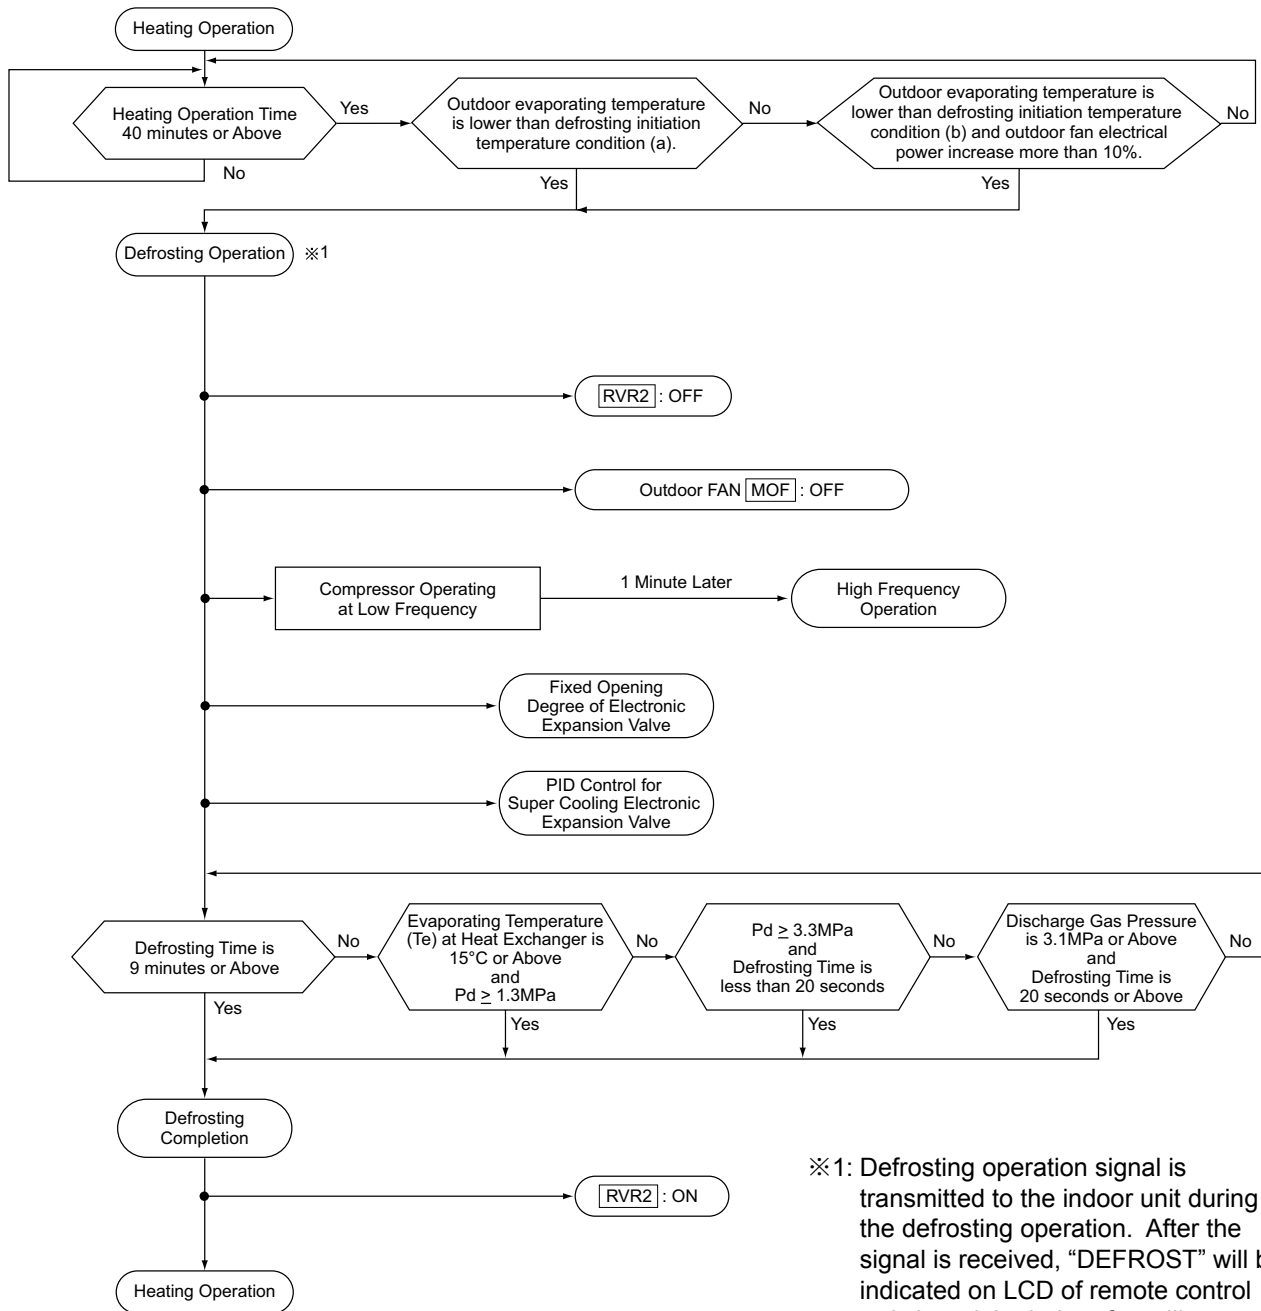 Heating Operation
Heating Operation Time
40 minutes or Above
Yes
No
Outdoor evaporating temperature
is lower than defrosting initiation
temperature condition (a).
No
Yes
Outdoor evaporating temperature is
lower than defrosting initiation temperature
condition (b) and outdoor fan electrical
power increase more than 10%.
No
Yes
Defrosting Operation ※1
RVR2 : OFF
Outdoor FAN MOF : OFF
Compressor Operating
at Low Frequency
1 Minute Later
High Frequency
Operation
Fixed Opening
Degree of Electronic
Expansion Valve
PID Control for
Super Cooling Electronic
Expansion Valve
Defrosting Time is
9 minutes or Above
No
Yes
Evaporating Temperature
(Te) at Heat Exchanger is
15°C or Above
and
Pd ≥ 1.3MPa
No
Yes
Pd ≥ 3.3MPa
and
Defrosting Time is
less than 20 seconds
No
Yes
Discharge Gas Pressure
is 3.1MPa or Above
and
Defrosting Time is
20 seconds or Above
No
Yes
Defrosting
Completion
RVR2 : ON
Heating Operation
※1: Defrosting operation signal is
transmitted to the indoor unit during
the defrosting operation. After the
signal is received, “DEFROST” will
indicated on LCD of remote control